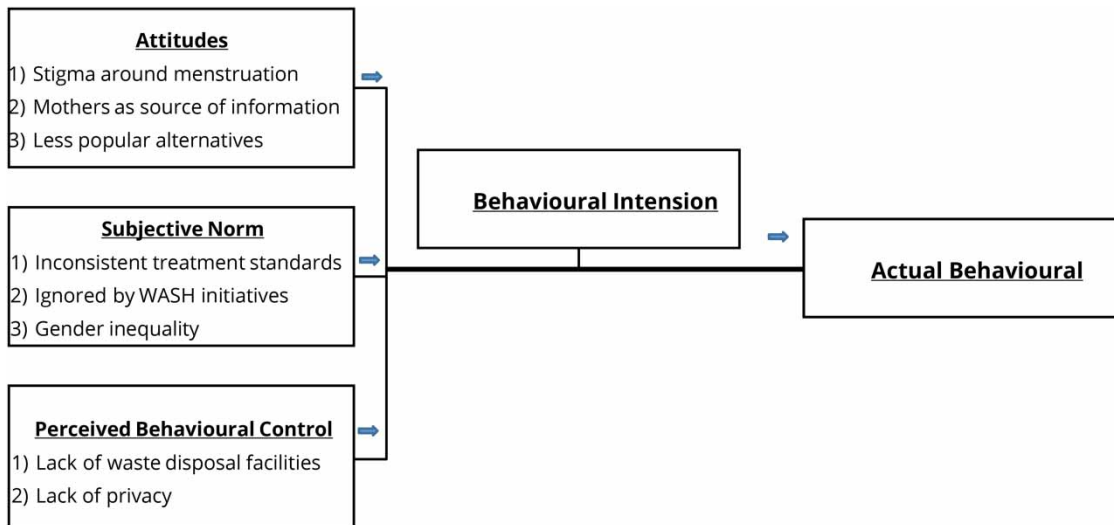 Attitudes
1) Stigma around menstruation
2) Mothers as source of information
3) Less popular alternatives
Subjective Norm
1) Inconsistent treatment standards
2) Ignored by WASH initiatives
3) Gender inequality
Perceived Behavioural Control
1) Lack of waste disposal facilities
2) Lack of privacy
Behavioural Intension
Actual Behavioural